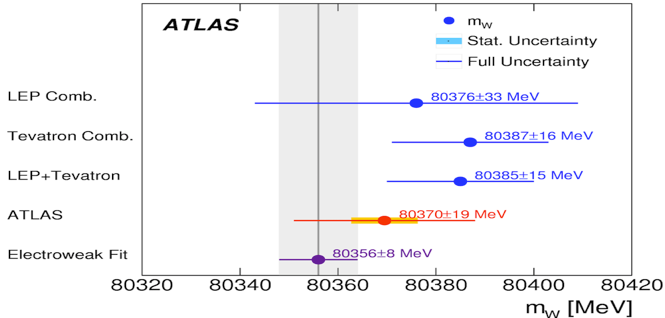 ATLAS
m_W
Stat. Uncertainty
Full Uncertainty
LEP Comb.
80376±33 MeV
Tevatron Comb.
80387±16 MeV
LEP+Tevatron
80385±15 MeV
ATLAS
80370±19 MeV
Electroweak Fit
80356±8 MeV
80320 80340 80360 80380 80400 80420
m_W [MeV]